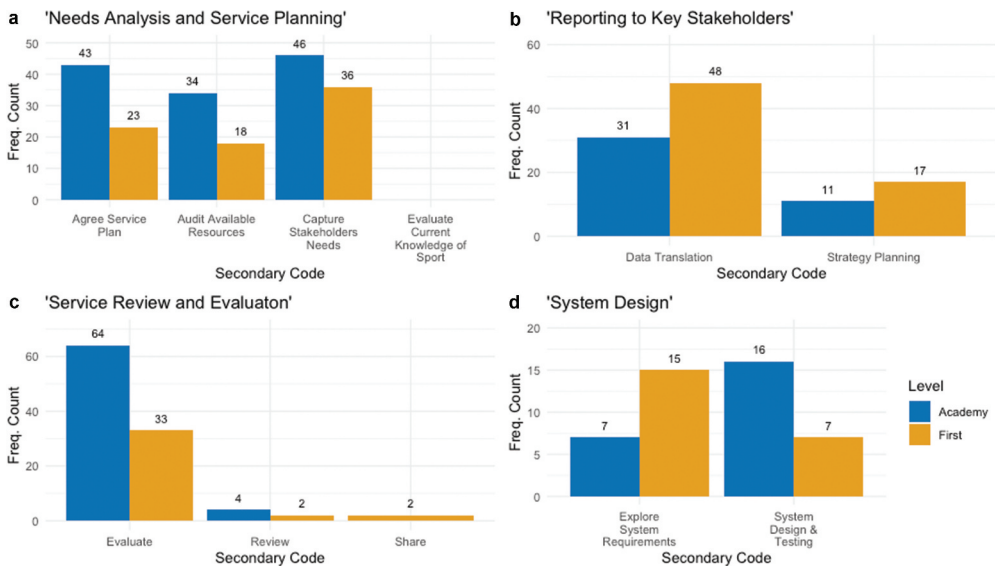 a 'Needs Analysis and Service Planning'
Freq. Count
50
40
30
20
10
0
43
23
34
18
46
36
Agree Service
Plan
Audit Available
Resources
Capture
Stakeholders
Needs
Evaluate
Current
Knowledge of
Sport
Secondary Code
b 'Reporting to Key Stakeholders'
Freq. Count
60
40
20
0
31
48
11
17
Data Translation
Strategy Planning
Secondary Code
c 'Service Review and Evaluaton'
Freq. Count
60
40
20
0
64
33
4
2
2
Evaluate
Review
Share
Secondary Code
d 'System Design'
Freq. Count
20
15
10
5
0
7
15
16
7
Explore
System
Requirements
System
Design &
Testing
Secondary Code
Level
Academy
First